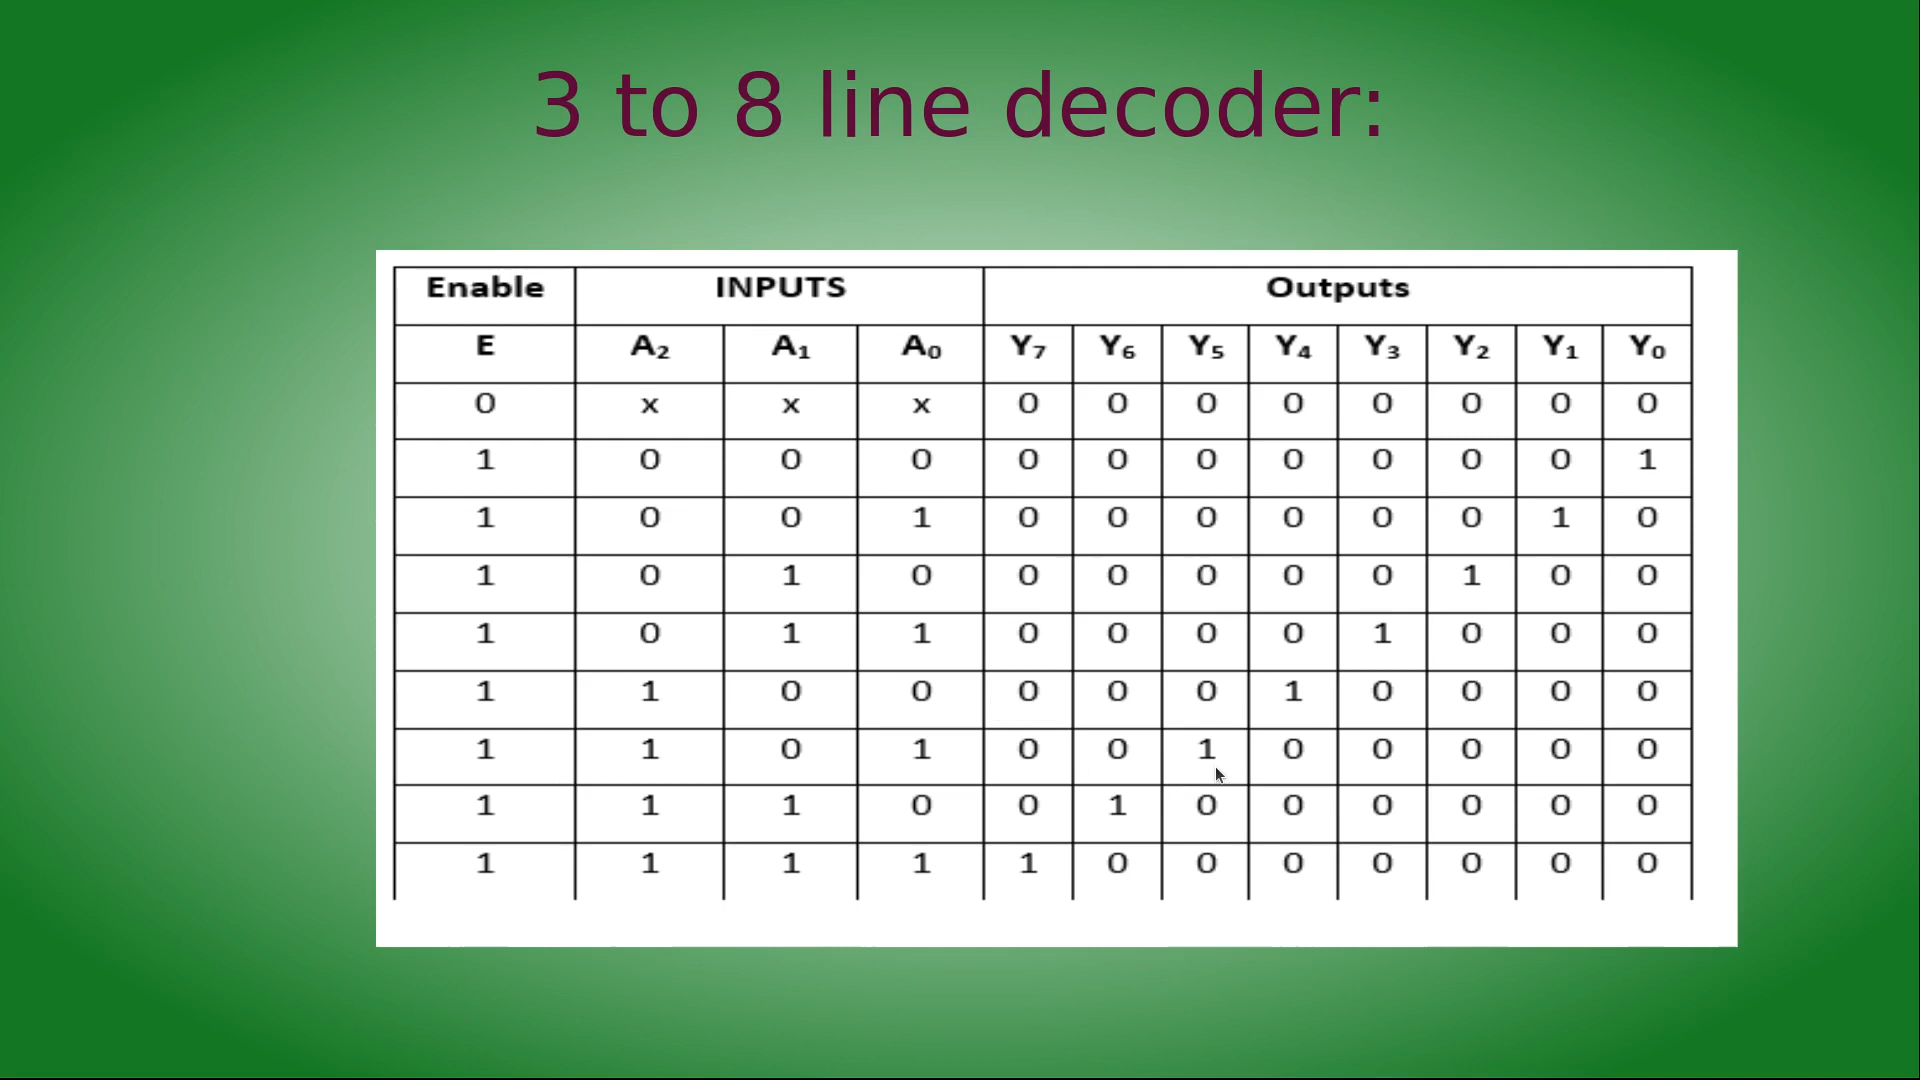 3 to 8 line decoder:
Enable INPUTS Outputs
E A₂ A₁ A₀ Y₇ Y₆ Y₅ Y₄ Y₃ Y₂ Y₁ Y₀
0 x x x 0 0 0 0 0 0 0 0
1 0 0 0 0 0 0 0 0 0 0 1
1 0 0 1 0 0 0 0 0 0 1 0
1 0 1 0 0 0 0 0 0 1 0 0
1 0 1 1 0 0 0 0 1 0 0 0
1 1 0 0 0 0 0 1 0 0 0 0
1 1 0 1 0 0 1 0 0 0 0 0
1 1 1 0 0 1 0 0 0 0 0 0
1 1 1 1 1 0 0 0 0 0 0 0